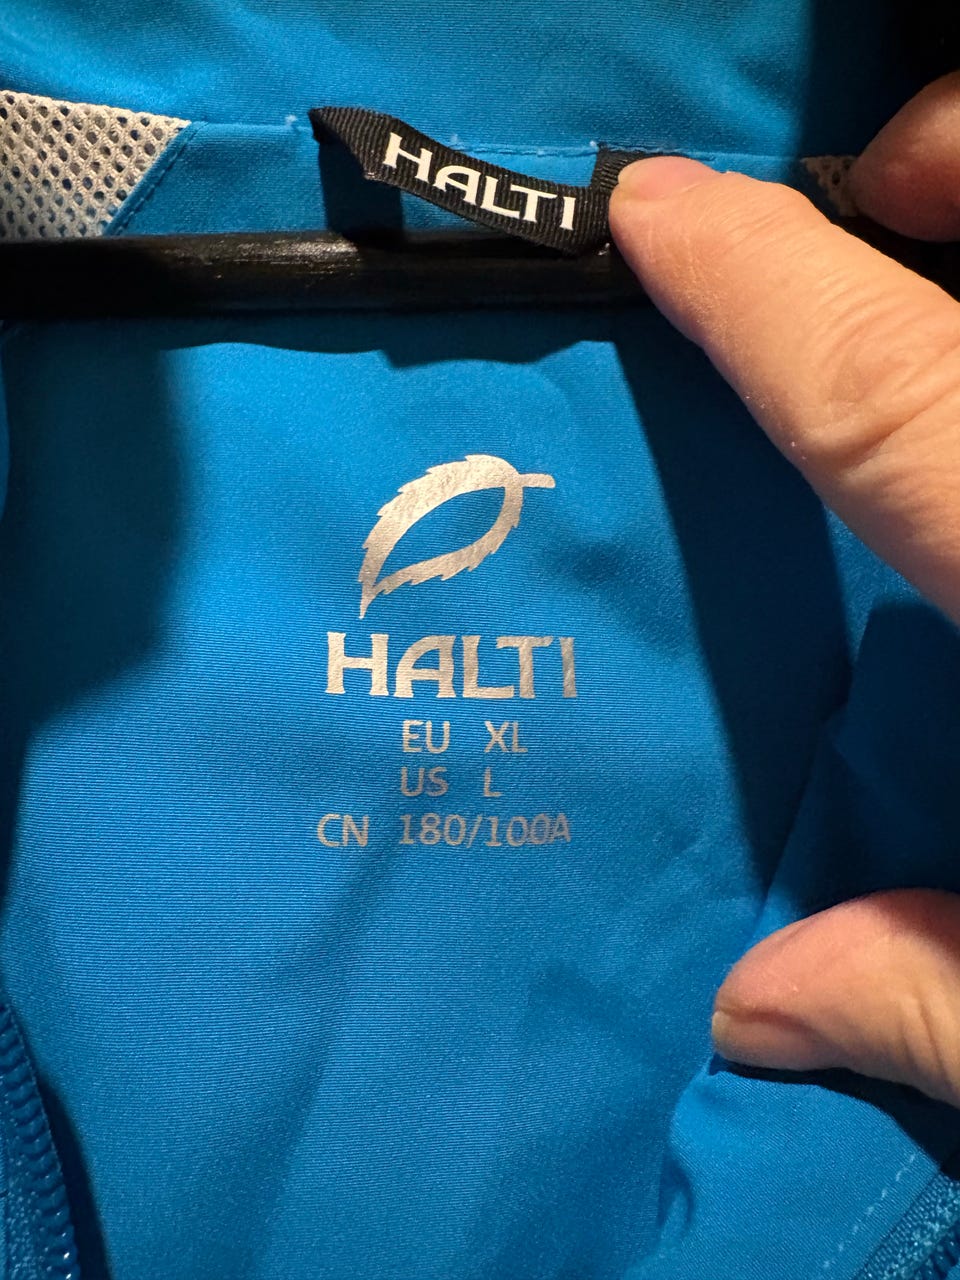 HALTI
HALTI
EU XL
US L
CN 180/100A